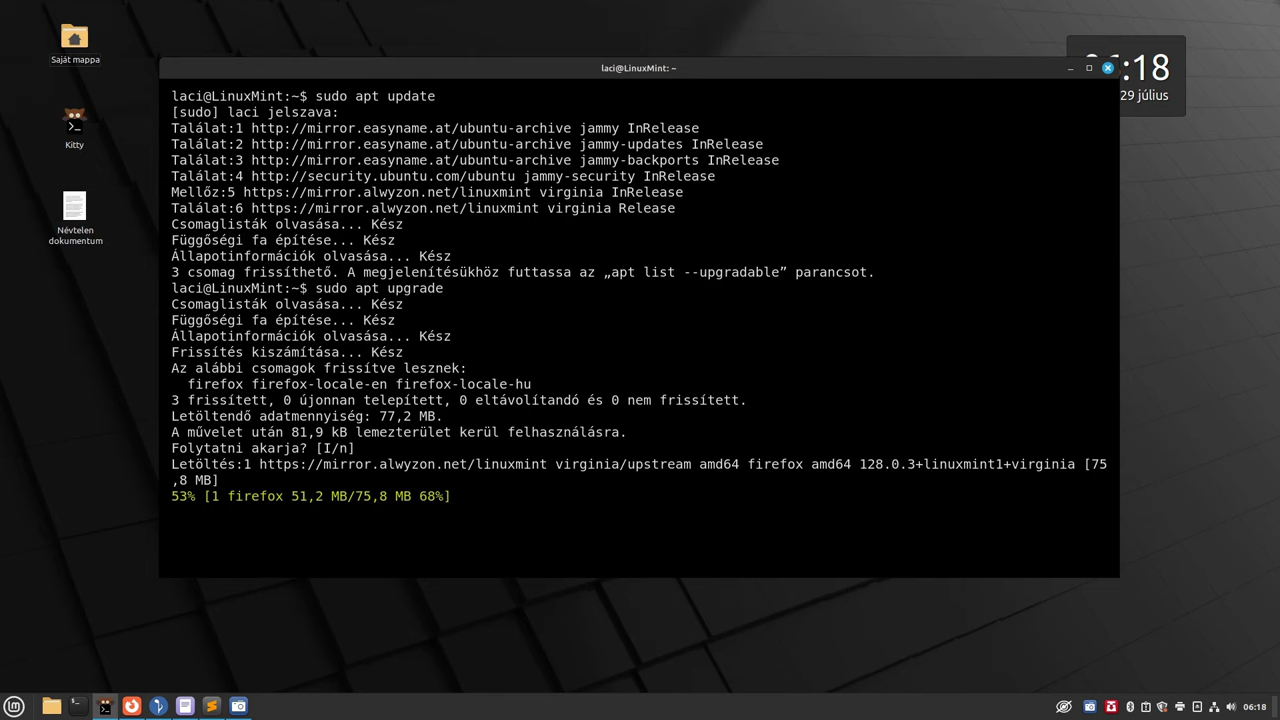 Saját mappa
Kitty
Névtelen
dokumentum
laci@LinuxMint: ~
:18
29 július
laci@LinuxMint:~$ sudo apt update
[sudo] laci jelszava:
Találat:1 http://mirror.easyname.at/ubuntu-archive jammy InRelease
Találat:2 http://mirror.easyname.at/ubuntu-archive jammy-updates InRelease
Találat:3 http://mirror.easyname.at/ubuntu-archive jammy-backports InRelease
Találat:4 http://security.ubuntu.com/ubuntu jammy-security InRelease
Mellőz:5 https://mirror.alwyzon.net/linuxmint virginia InRelease
Találat:6 https://mirror.alwyzon.net/linuxmint virginia Release
Csomaglisták olvasása... Kész
Függőségi fa építése... Kész
Állapotinformációk olvasása... Kész
3 csomag frissíthető. A megjelenítésükhöz futtassa az „apt list --upgradable” parancsot.
laci@LinuxMint:~$ sudo apt upgrade
Csomaglisták olvasása... Kész
Függőségi fa építése... Kész
Állapotinformációk olvasása... Kész
Frissítés kiszámítása... Kész
Az alábbi csomagok frissítve lesznek:
  firefox firefox-locale-en firefox-locale-hu
3 frissített, 0 újonnan telepített, 0 eltávolítandó és 0 nem frissített.
Letöltendő adatmennyiség: 77,2 MB.
A művelet után 81,9 kB lemezterület kerül felhasználásra.
Folytatni akarja? [I/n]
Letöltés:1 https://mirror.alwyzon.net/linuxmint virginia/upstream amd64 firefox amd64 128.0.3+linuxmint1+virginia [75
,8 MB]
53% [1 firefox 51,2 MB/75,8 MB 68%]
06:18